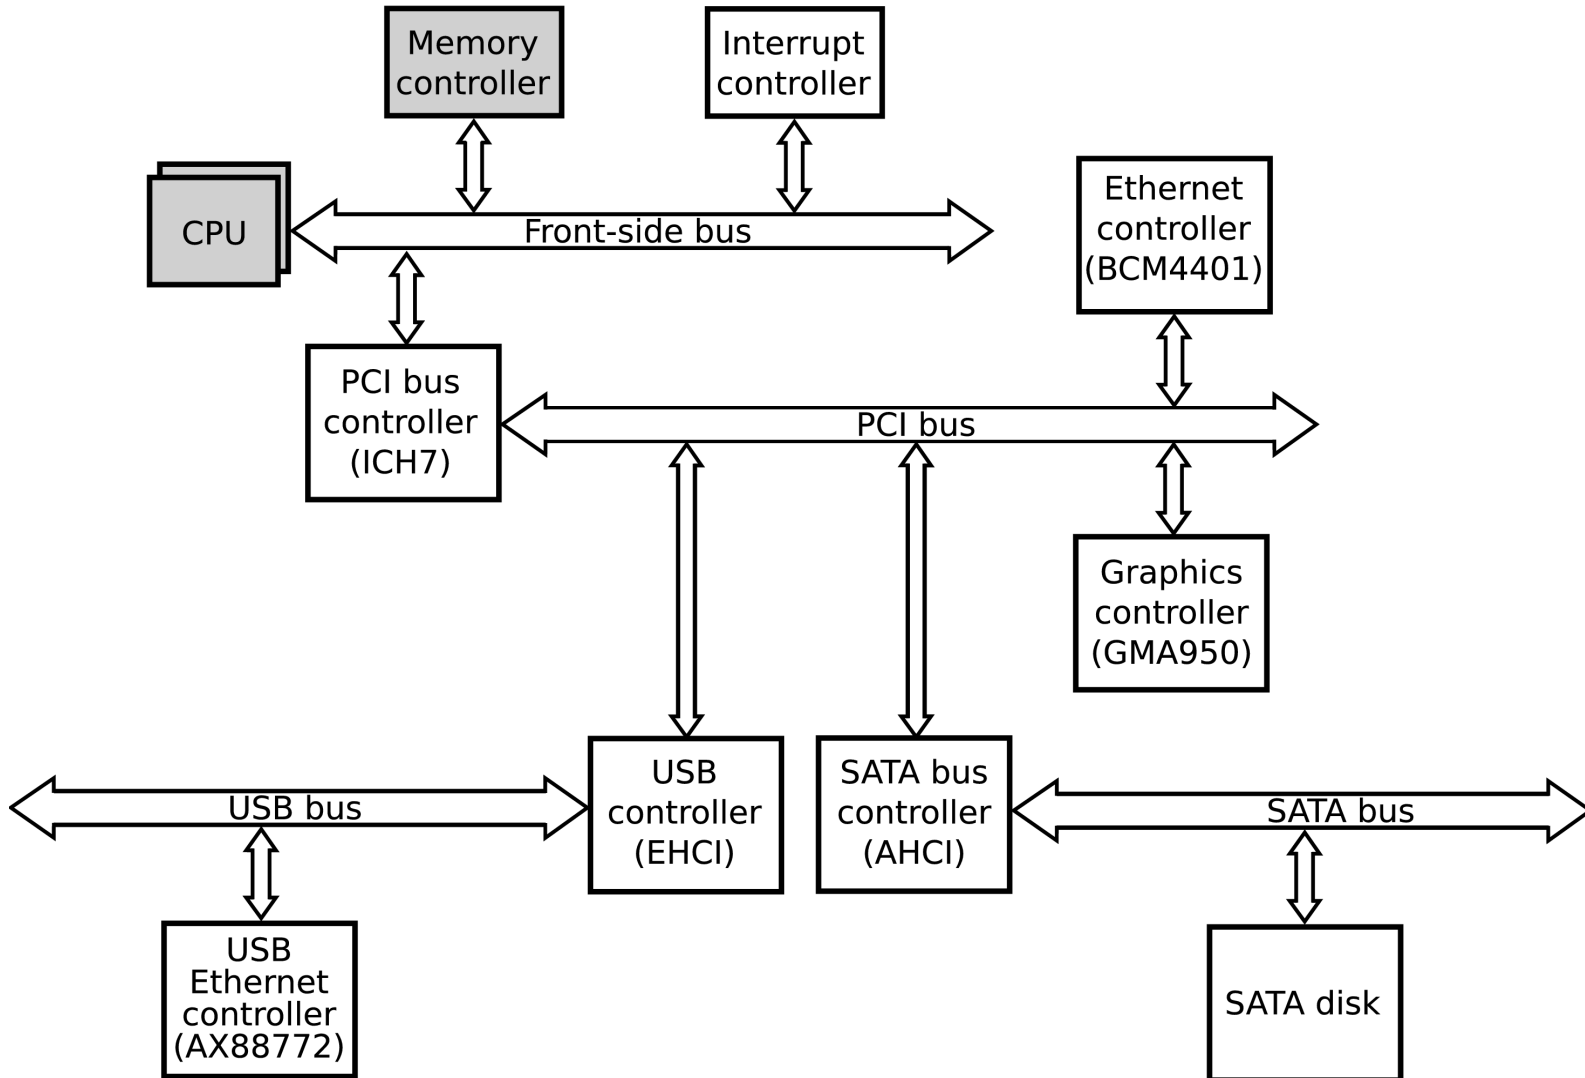 Memory
controller
Interrupt
controller
CPU
Front-side bus
Ethernet
controller
(BCM4401)
PCI bus
controller
(ICH7)
PCI bus
Graphics
controller
(GMA950)
USB bus
USB
controller
(EHCI)
SATA bus
controller
(AHCI)
SATA bus
USB
Ethernet
controller
(AX88772)
SATA disk